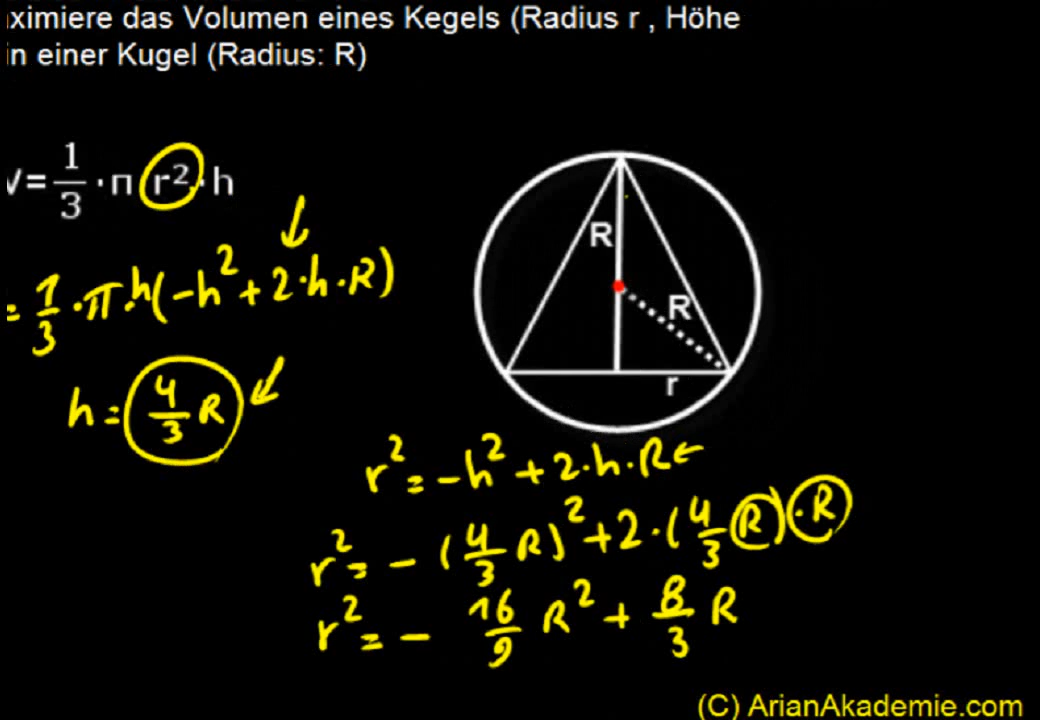 ximiere das Volumen eines Kegels (Radius r , Höhe
in einer Kugel (Radius: R)
V=1/3 · π r² · h
= 1/3 · π · h(-h² + 2·h·R)
h = 4/3 R
R
R
r
r² = -h² + 2·h·R ←
r² = - (4/3 R)² + 2·(4/3 R)·R
r² = - 16/9 R² + 8/3 R
(C) ArianAkademie.com